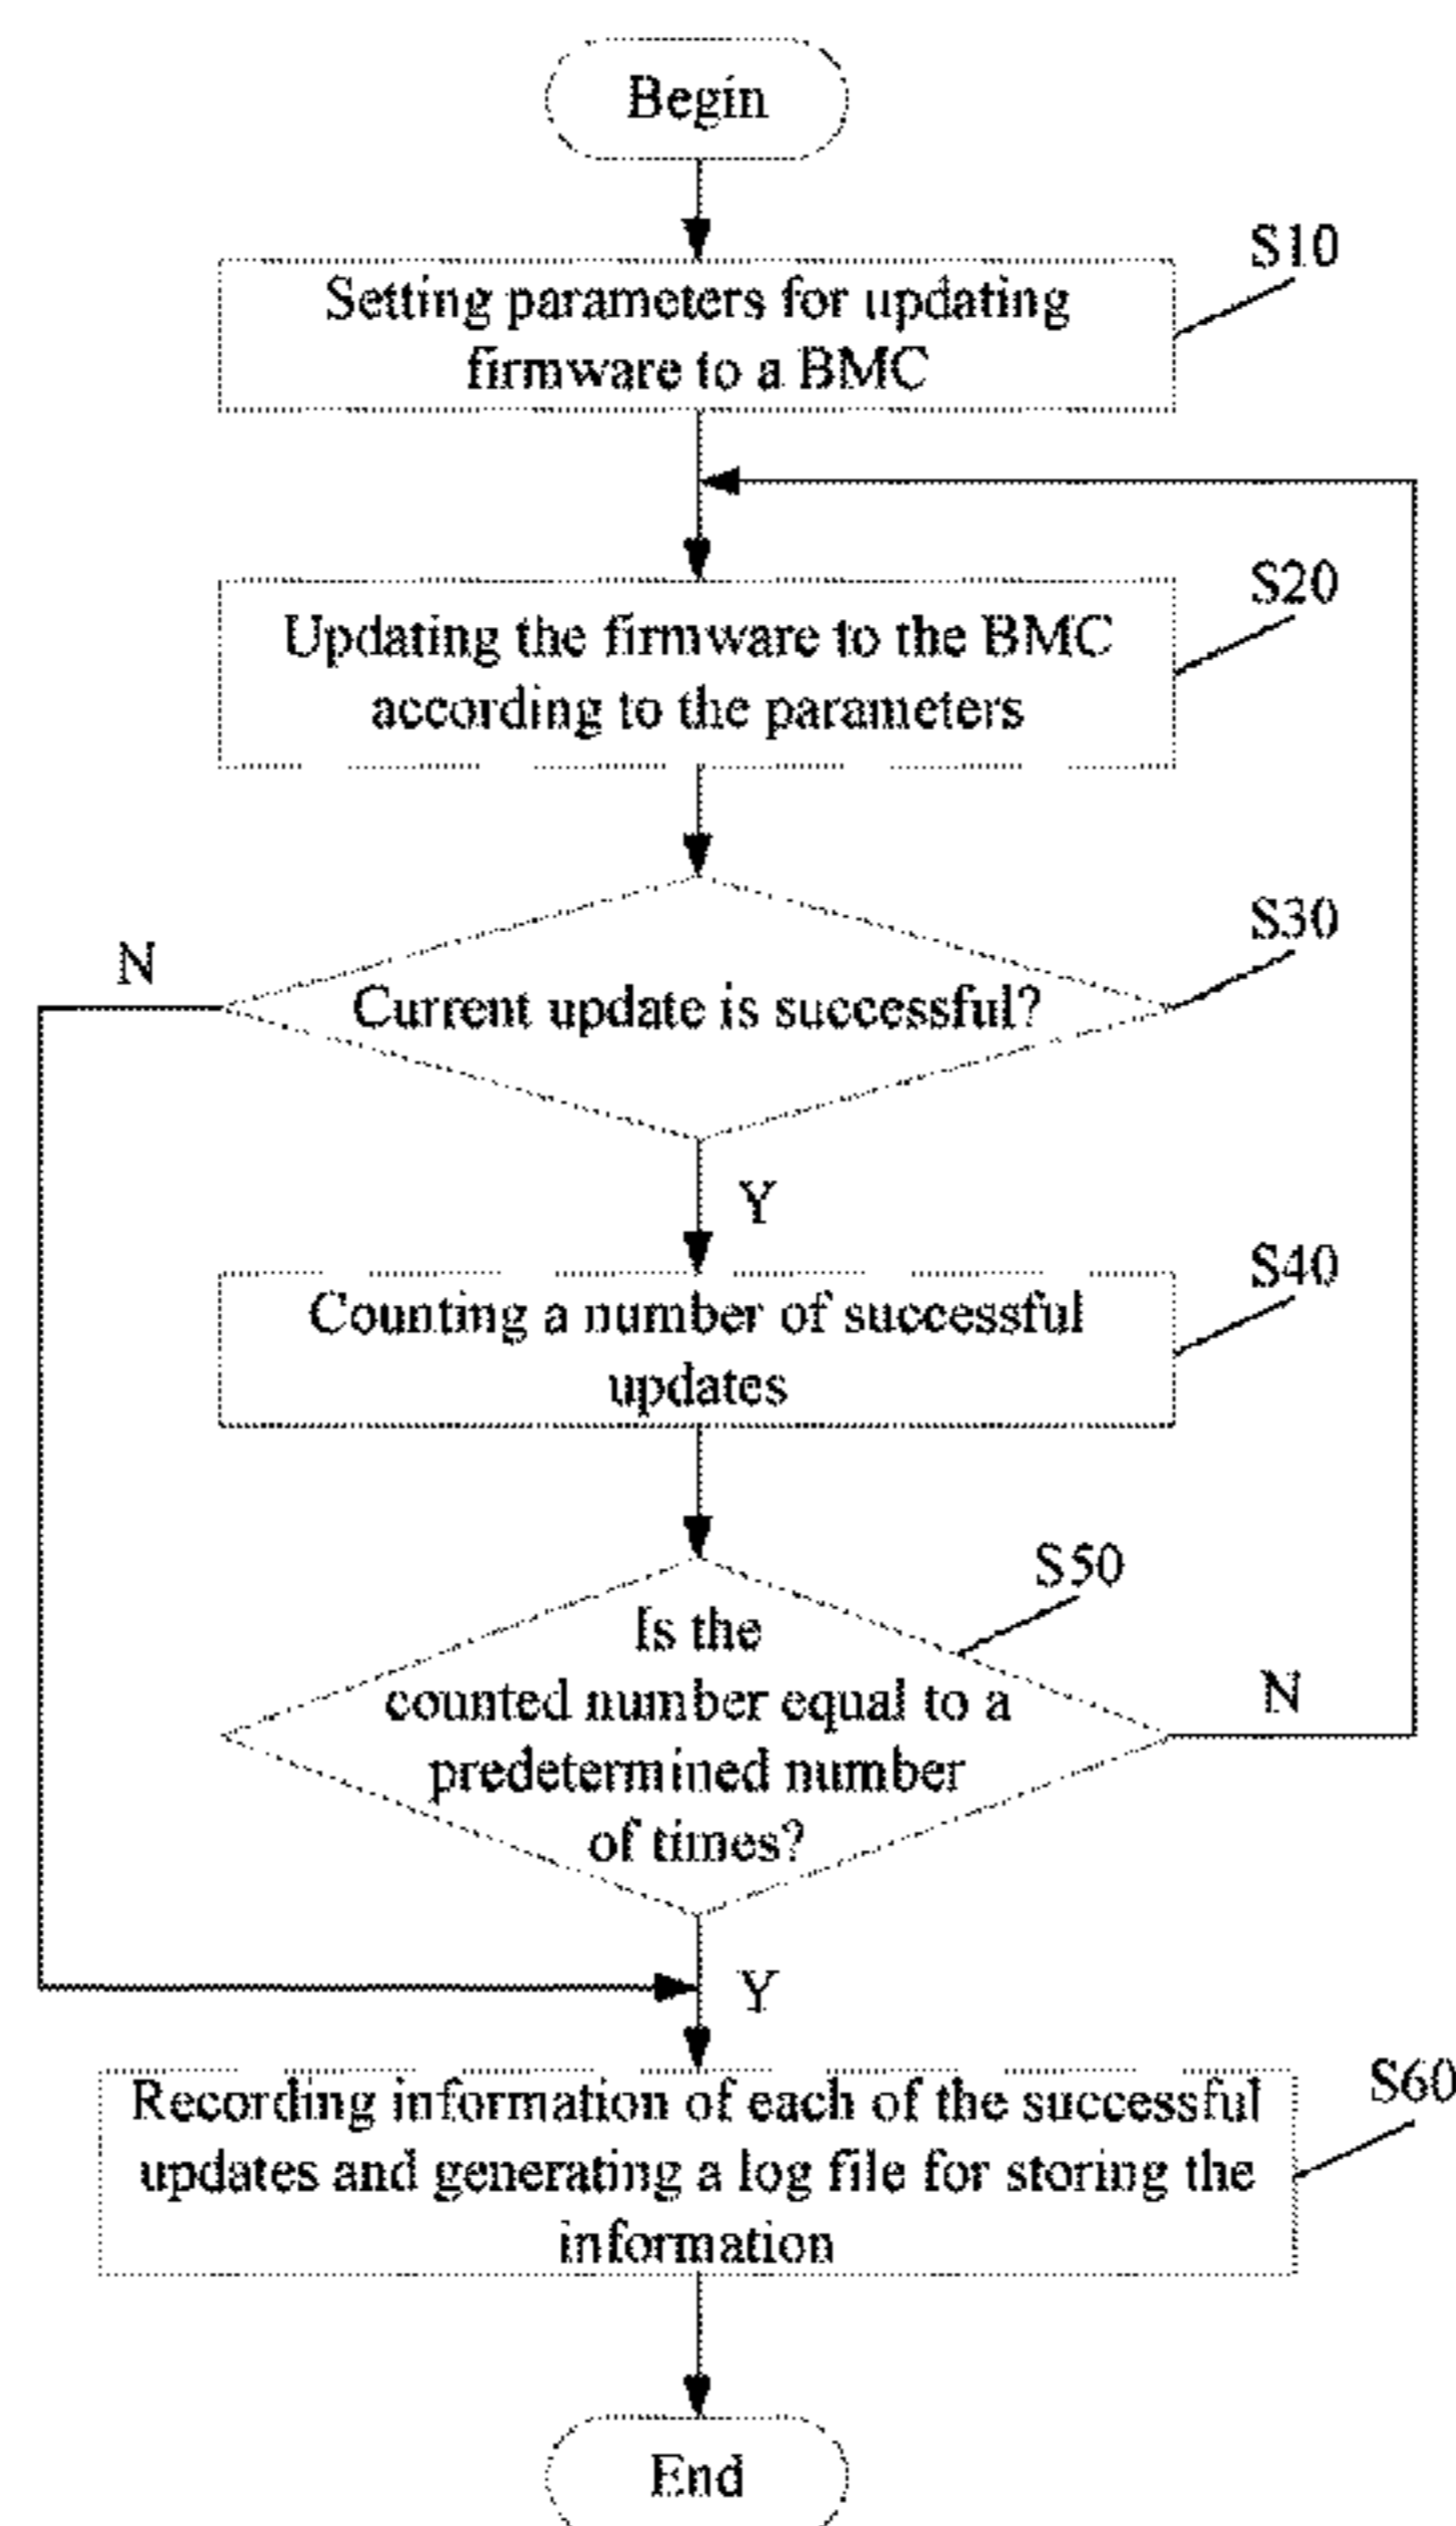 Begin
S10
Setting parameters for updating
firmware to a BMC
S20
Updating the firmware to the BMC
according to the parameters
S30
N
Current update is successful?
Y
S40
Counting a number of successful
updates
S50
Is the
counted number equal to a
predetermined number
of times?
N
Y
S60
Recording information of each of the successful
updates and generating a log file for storing the
information
End